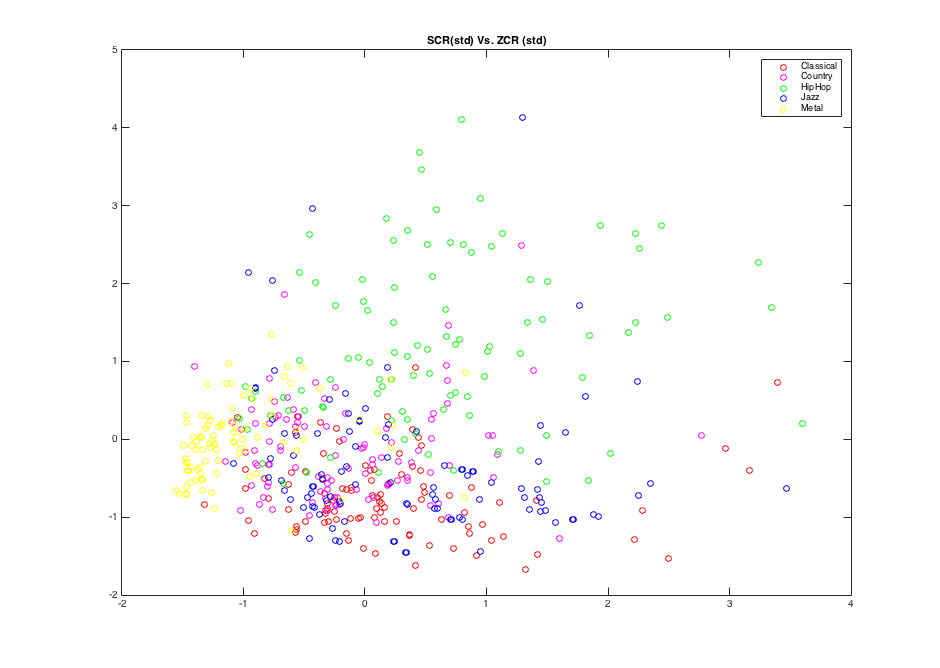 SCR(std) Vs. ZCR (std)
5
4
3
2
1
0
-1
-2
-2 -1 0 1 2 3 4
Classical
Country
HipHop
Jazz
Metal